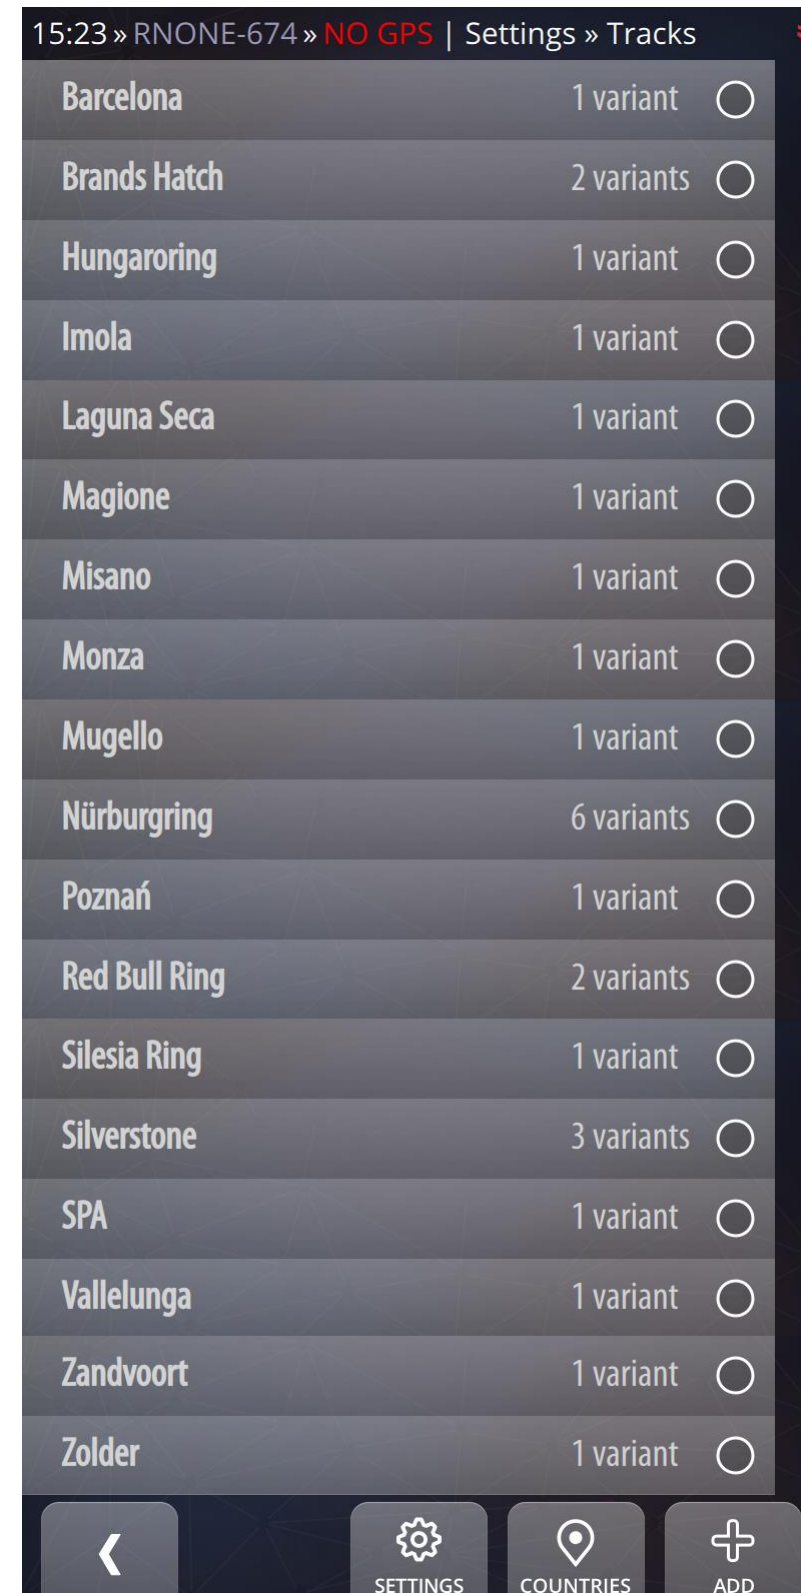 15:23 » RNONE-674 » NO GPS | Settings » Tracks
Barcelona 1 variant
Brands Hatch 2 variants
Hungaroring 1 variant
Imola 1 variant
Laguna Seca 1 variant
Magione 1 variant
Misano 1 variant
Monza 1 variant
Mugello 1 variant
Nürburgring 6 variants
Poznań 1 variant
Red Bull Ring 2 variants
Silesia Ring 1 variant
Silverstone 3 variants
SPA 1 variant
Vallelunga 1 variant
Zandvoort 1 variant
Zolder 1 variant
SETTINGS COUNTRIES ADD